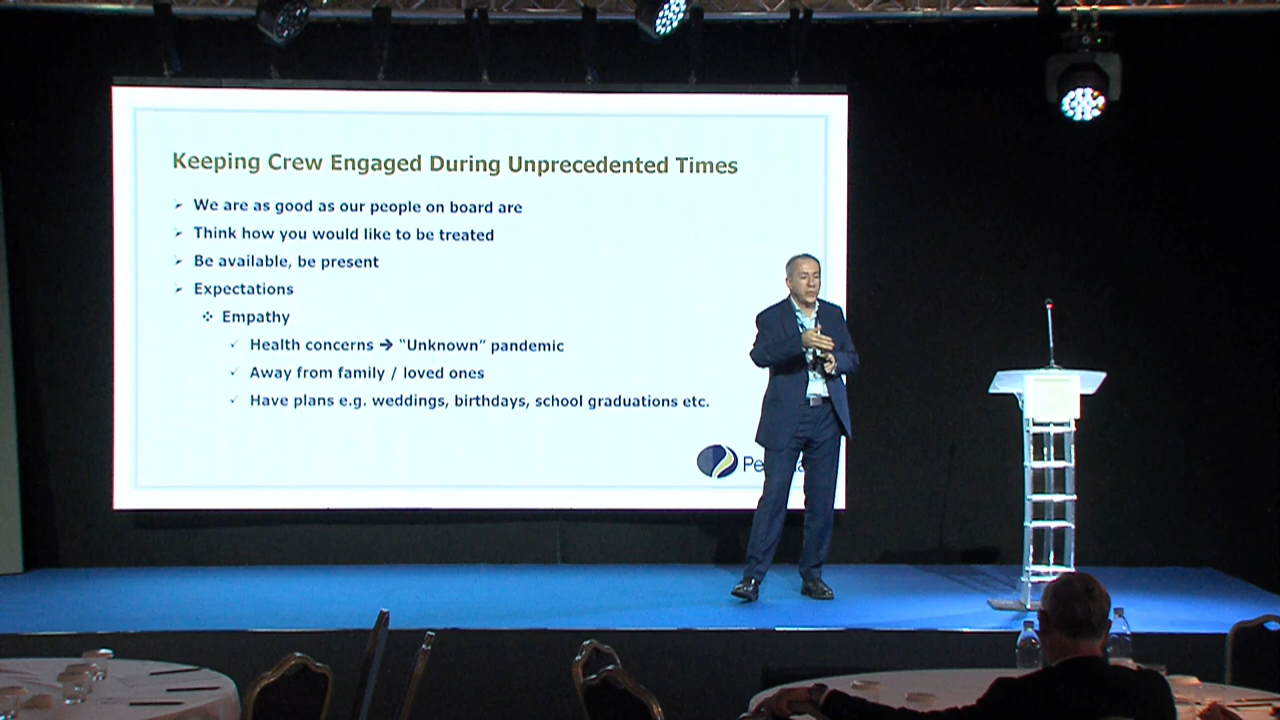 Keeping Crew Engaged During Unprecedented Times
We are as good as our people on board are
Think how you would like to be treated
Be available, be present
Expectations
Empathy
Health concerns ➔ “Unknown” pandemic
Away from family / loved ones
Have plans e.g. weddings, birthdays, school graduations etc.